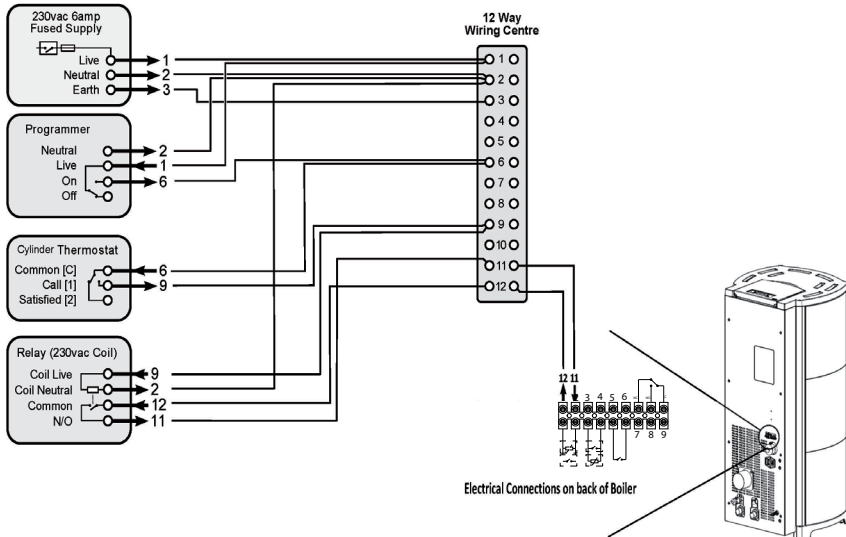 230vac 6amp
Fused Supply
Live 1
Neutral 2
Earth 3
Programmer
Neutral 2
Live 1
On 6
Off
Cylinder Thermostat
Common [C] 6
Call [1] 9
Satisfied [2]
Relay (230vac Coil)
Coil Live 9
Coil Neutral 2
Common 12
N/O 11
12 Way
Wiring Centre
1
2
3
4
5
6
7
8
9
10
11
12
12 11
3 4 5 6
7 8 9
Electrical Connections on back of Boiler